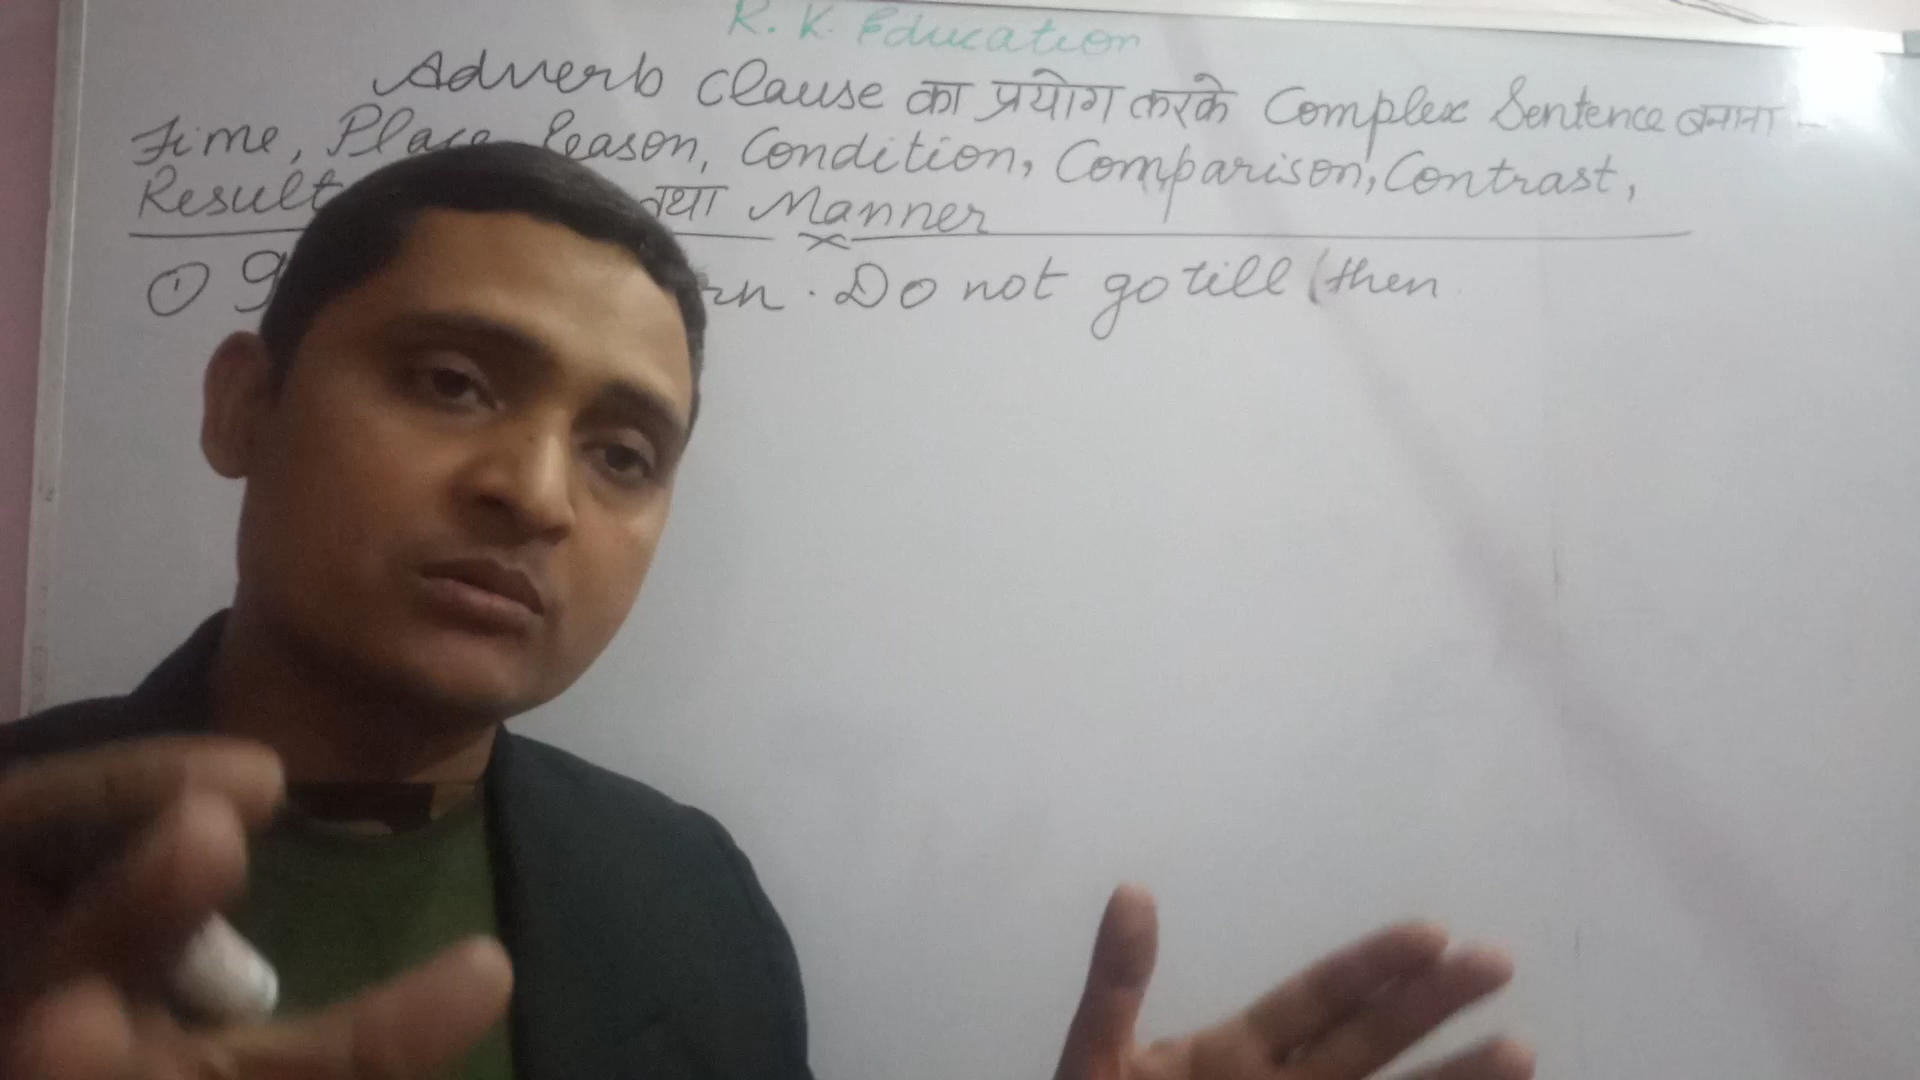 R. K. Education
Adverb clause का प्रयोग करके Complex Sentence बनाना -
Time, Place, Reason, Condition, Comparison, Contrast,
Result तथा Manner
① Do not go till (then